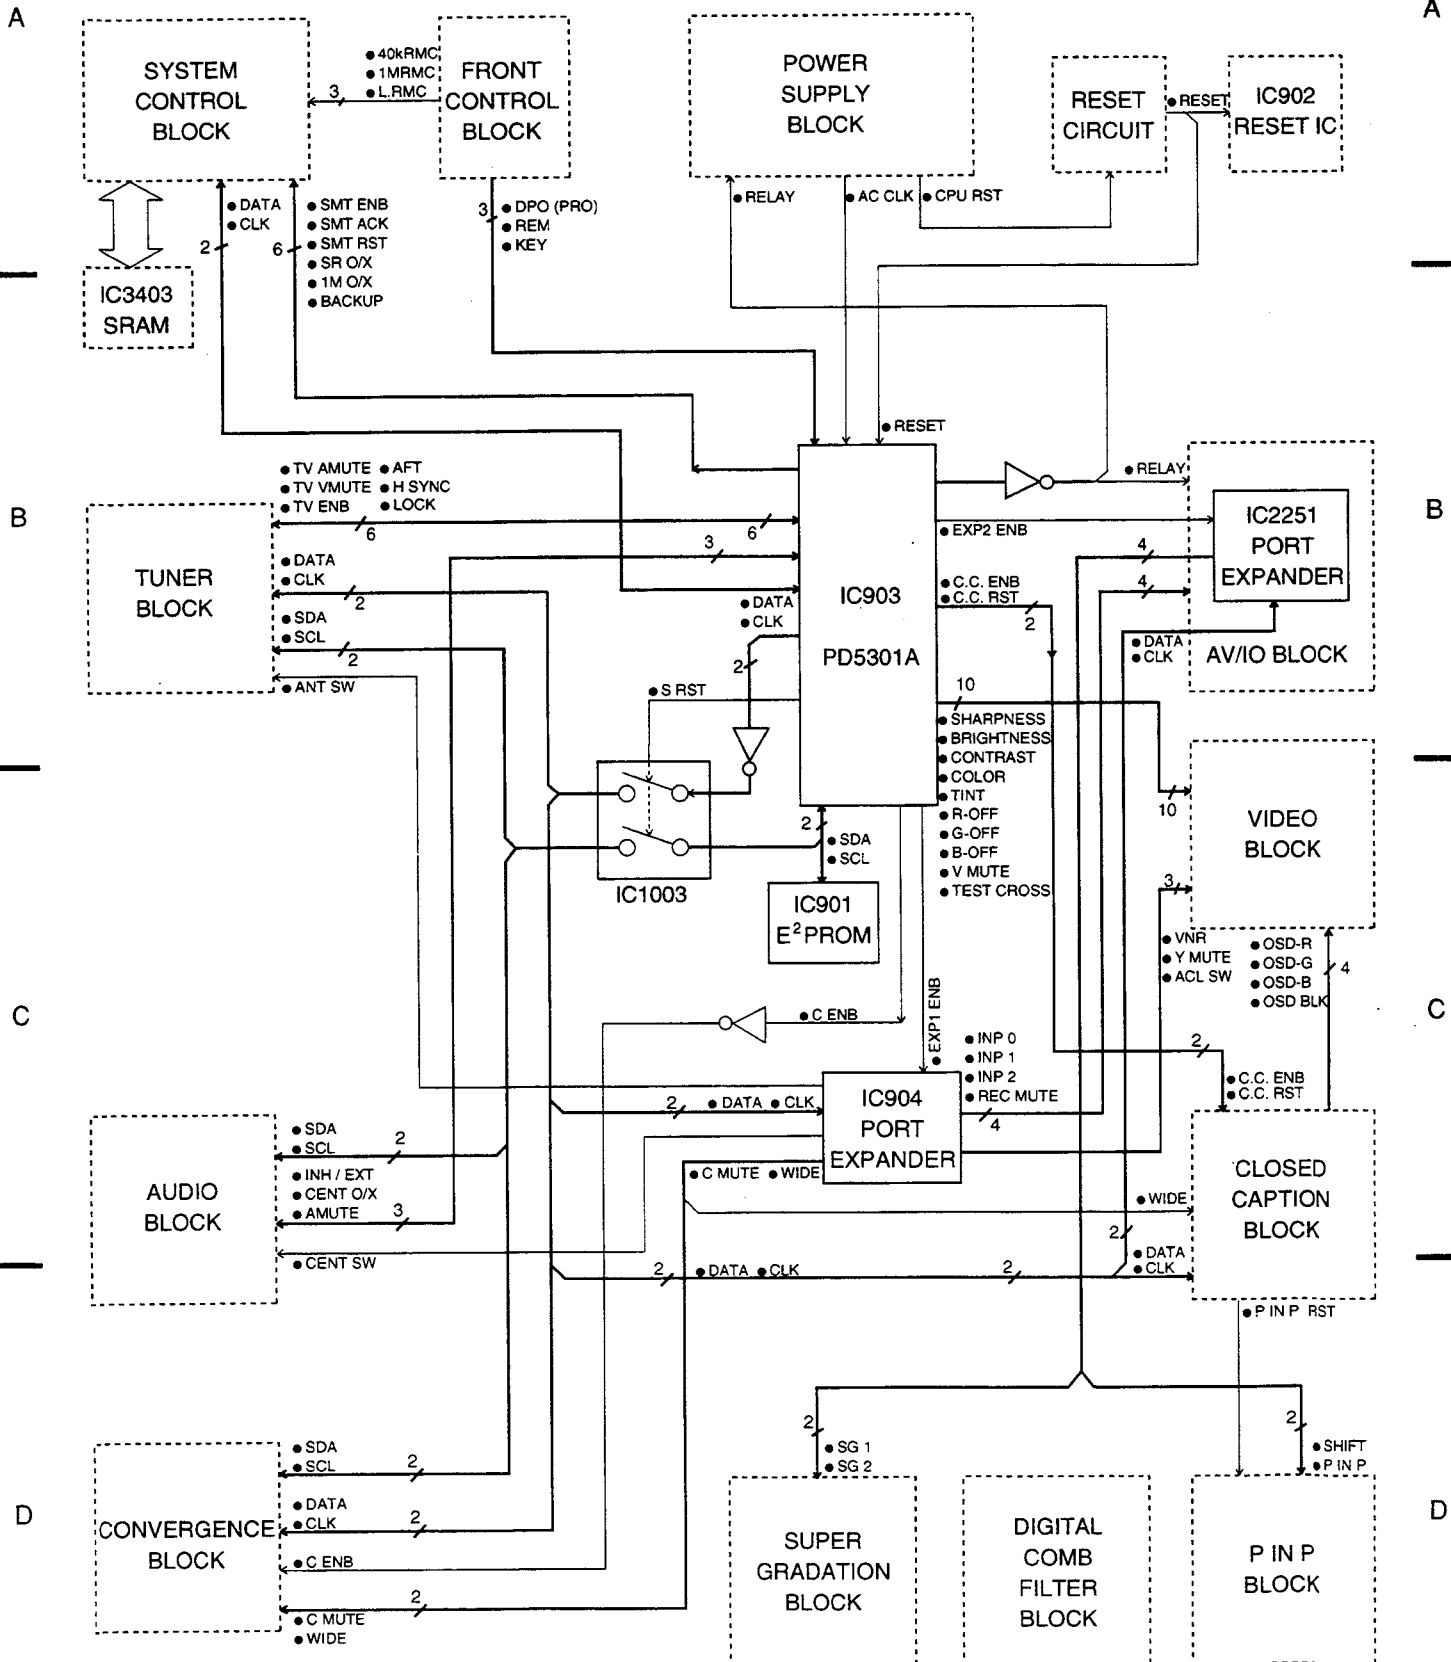 A
A
SYSTEM
CONTROL
BLOCK
● 40kRMC
● 1MRMC
● L.RMC
3
FRONT
CONTROL
BLOCK
POWER
SUPPLY
BLOCK
RESET
CIRCUIT
● RESET
IC902
RESET IC
● DATA
● CLK
2
● SMT ENB
● SMT ACK
● SMT RST
● SR O/X
● 1M O/X
● BACKUP
6
3
● DPO (PRO)
● REM
● KEY
● RELAY
● AC CLK
● CPU RST
IC3403
SRAM
● RESET
B
B
● TV AMUTE ● AFT
● TV VMUTE ● H SYNC
● TV ENB ● LOCK
6
6
3
TUNER
BLOCK
● DATA
● CLK
2
● SDA
● SCL
2
● ANT SW
● DATA
● CLK
2
● S RST
IC903
PD5301A
● RELAY
● EXP2 ENB
4
4
● C.C. ENB
● C.C. RST
2
IC2251
PORT
EXPANDER
● DATA
● CLK
AV/IO BLOCK
10
● SHARPNESS
● BRIGHTNESS
● CONTRAST
● COLOR
● TINT
● R-OFF
● G-OFF
● B-OFF
● V MUTE
● TEST CROSS
10
VIDEO
BLOCK
3
IC1003
2
● SDA
● SCL
IC901
E2PROM
● VNR
● Y MUTE
● ACL SW
● OSD-R
● OSD-G
● OSD-B
● OSD BLK
4
C
C
● C ENB
● EXP1 ENB
● INP 0
● INP 1
● INP 2
● REC MUTE
4
2
● C.C. ENB
● C.C. RST
2
● DATA ● CLK
IC904
PORT
EXPANDER
● C MUTE ● WIDE
AUDIO
BLOCK
● SDA
● SCL
2
● INH / EXT
● CENT O/X
● AMUTE
3
● CENT SW
CLOSED
CAPTION
BLOCK
● WIDE
2
● DATA
● CLK
2
● DATA ● CLK
2
● P IN P RST
2
● SG 1
● SG 2
2
● SHIFT
● P IN P
D
D
CONVERGENCE
BLOCK
● SDA
● SCL
2
● DATA
● CLK
2
● C ENB
2
● C MUTE
● WIDE
SUPER
GRADATION
BLOCK
DIGITAL
COMB
FILTER
BLOCK
P IN P
BLOCK